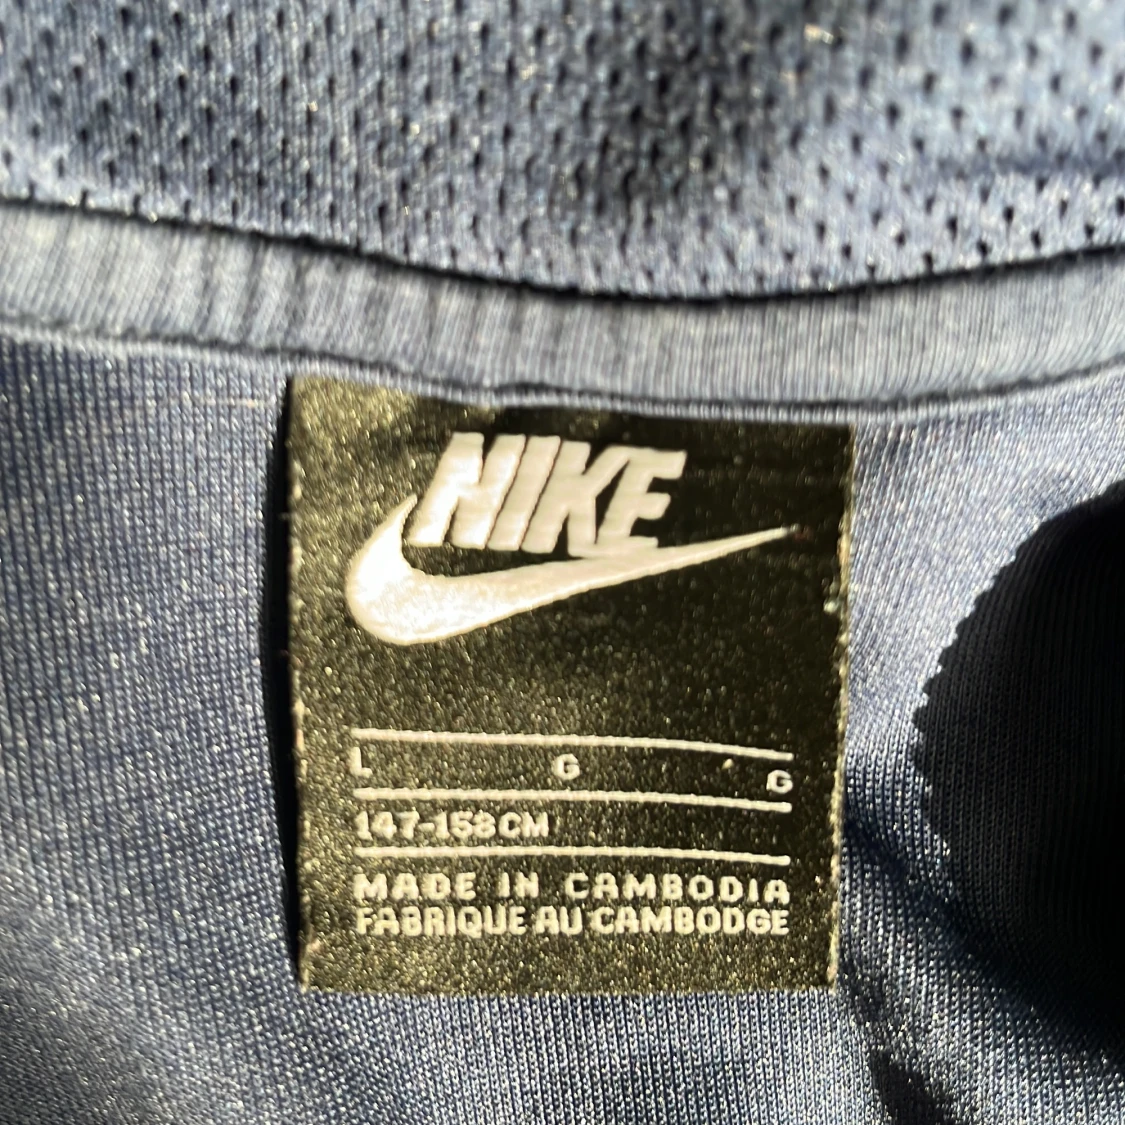 NIKE
L G G
147-158CM
MADE IN CAMBODIA
FABRIQUE AU CAMBODGE